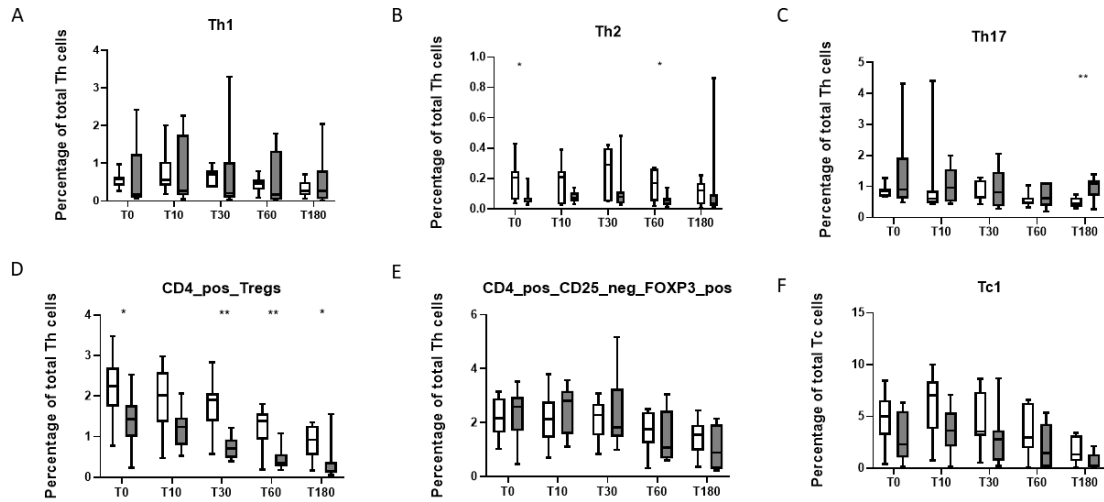 A
Th1
Percentage of total Th cells
4
3
2
1
0
T0 T10 T30 T60 T180
B
Th2
Percentage of total Th cells
1.0
0.8
0.6
0.4
0.2
0.0
* *
T0 T10 T30 T60 T180
C
Th17
Percentage of total Th cells
5
4
3
2
1
0
**
T0 T10 T30 T60 T180
D
CD4_pos_Tregs
Percentage of total Th cells
4
3
2
1
0
* ** ** *
T0 T10 T30 T60 T180
E
CD4_pos_CD25_neg_FOXP3_pos
Percentage of total Th cells
6
4
2
0
T0 T10 T30 T60 T180
F
Tc1
Percentage of total Tc cells
15
10
5
0
T0 T10 T30 T60 T180